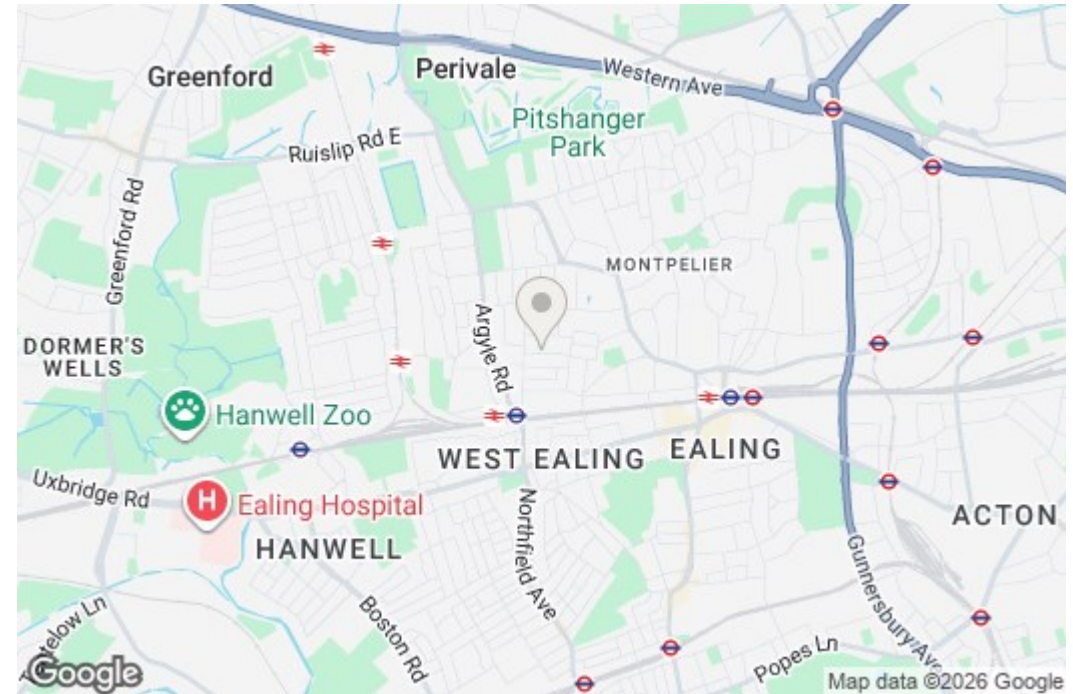 Greenford
Perivale
Western Ave
Pitshanger
Park
Ruislip Rd E
Greenford Rd
MONTPELIER
Argyle Rd
DORMER'S
WELLS
Hanwell Zoo
WEST EALING
EALING
Uxbridge Rd
H
Ealing Hospital
HANWELL
Northfield Ave
ACTON
Gunnersbury Ave
Boston Rd
Popes Ln
Google
Map data ©2026 Google